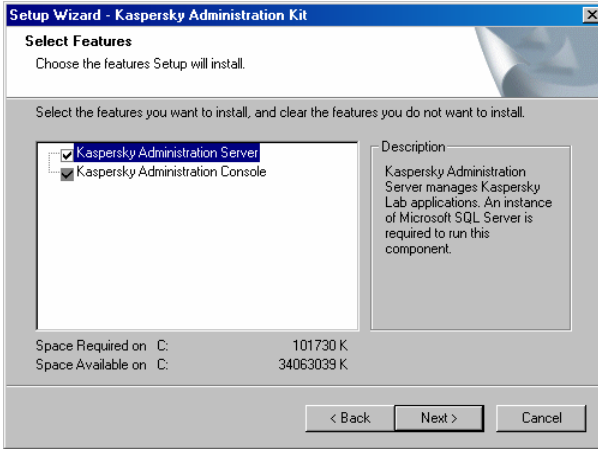 Setup Wizard - Kaspersky Administration Kit
Select Features
Choose the features Setup will install.
Select the features you want to install, and clear the features you do not want to install.
Kaspersky Administration Server
Kaspersky Administration Console
Description
Kaspersky Administration
Server manages Kaspersky
Lab applications. An instance
of Microsoft SQL Server is
required to run this
component.
Space Required on C: 101730 K
Space Available on C: 34063039 K
< Back Next > Cancel